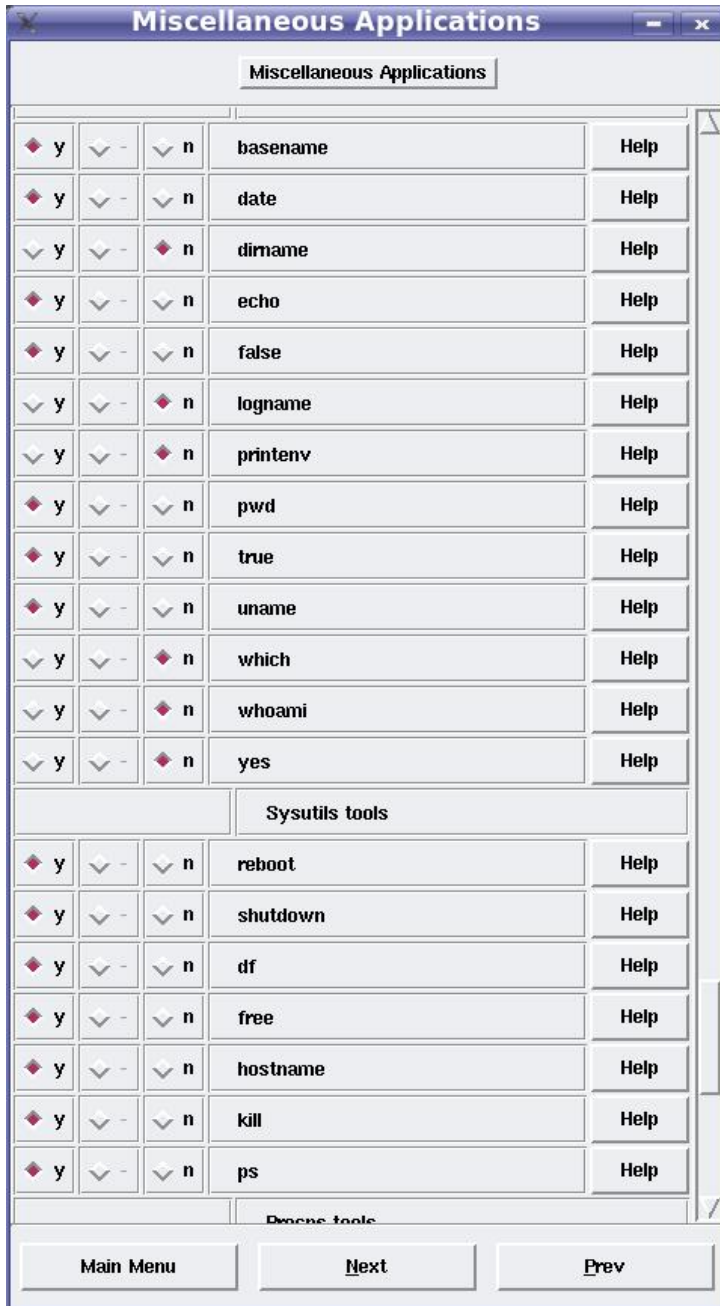 Miscellaneous Applications
Miscellaneous Applications
y - n basename Help
y - n date Help
y - n dirname Help
y - n echo Help
y - n false Help
y - n logname Help
y - n printenv Help
y - n pwd Help
y - n true Help
y - n uname Help
y - n which Help
y - n whoami Help
y - n yes Help
Sysutils tools
y - n reboot Help
y - n shutdown Help
y - n df Help
y - n free Help
y - n hostname Help
y - n kill Help
y - n ps Help
Procps tools
Main Menu Next Prev